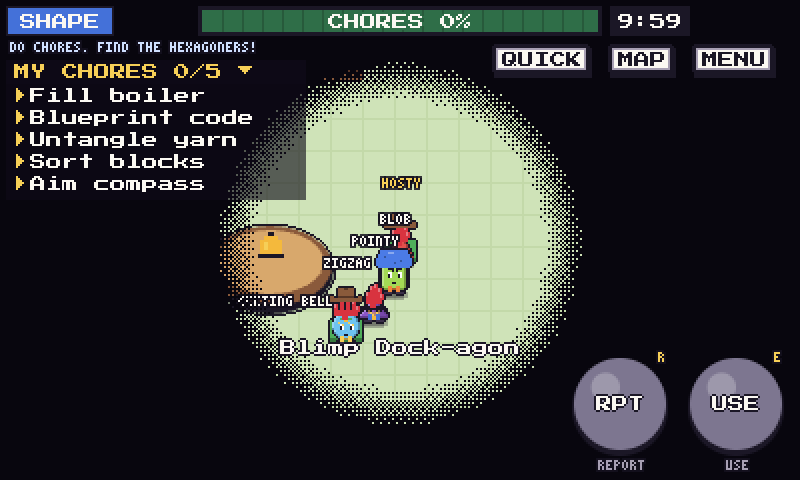 SHAPE
CHORES 0%
9:59
DO CHORES. FIND THE HEXAGONERS!
QUICK
MAP
MENU
MY CHORES 0/5
Fill boiler
Blueprint code
Untangle yarn
Sort blocks
Aim compass
HOSTY
BLOB
POINTY
ZIGZAG
BELL
Blimp Dock-agon
R
E
RPT
USE
REPORT
USE